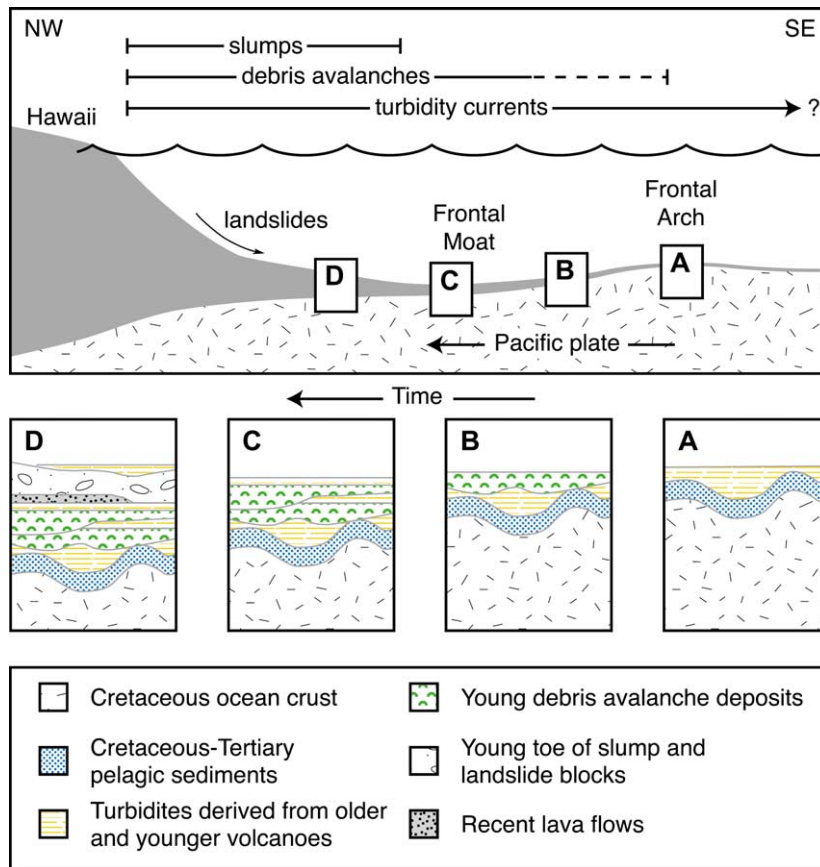 NW
SE
slumps
debris avalanches
turbidity currents
?
Hawaii
landslides
Frontal
Moat
Frontal
Arch
D
C
B
A
Pacific plate
Time
D
C
B
A
Cretaceous ocean crust
Cretaceous-Tertiary
pelagic sediments
Turbidites derived from older
and younger volcanoes
Young debris avalanche deposits
Young toe of slump and
landslide blocks
Recent lava flows